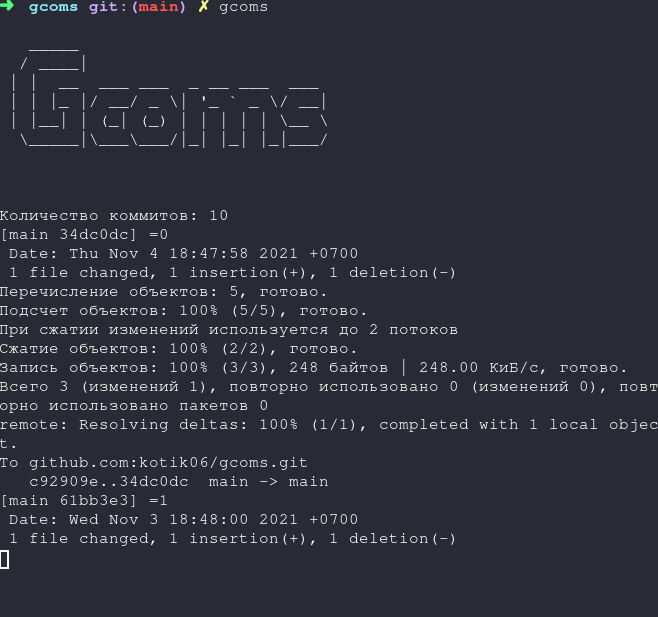 ➜ gcoms git:(main) ✗ gcoms
Gcoms
Количество коммитов: 10
[main 34dc0dc] =0
Date: Thu Nov 4 18:47:58 2021 +0700
1 file changed, 1 insertion(+), 1 deletion(-)
Перечисление объектов: 5, готово.
Подсчет объектов: 100% (5/5), готово.
При сжатии изменений используется до 2 потоков
Сжатие объектов: 100% (2/2), готово.
Запись объектов: 100% (3/3), 248 байтов | 248.00 КиБ/с, готово.
Всего 3 (изменений 1), повторно использовано 0 (изменений 0), повт
орно использовано пакетов 0
remote: Resolving deltas: 100% (1/1), completed with 1 local objec
t.
To github.com:kotik06/gcoms.git
c92909e..34dc0dc  main -> main
[main 61bb3e3] =1
Date: Wed Nov 3 18:48:00 2021 +0700
1 file changed, 1 insertion(+), 1 deletion(-)